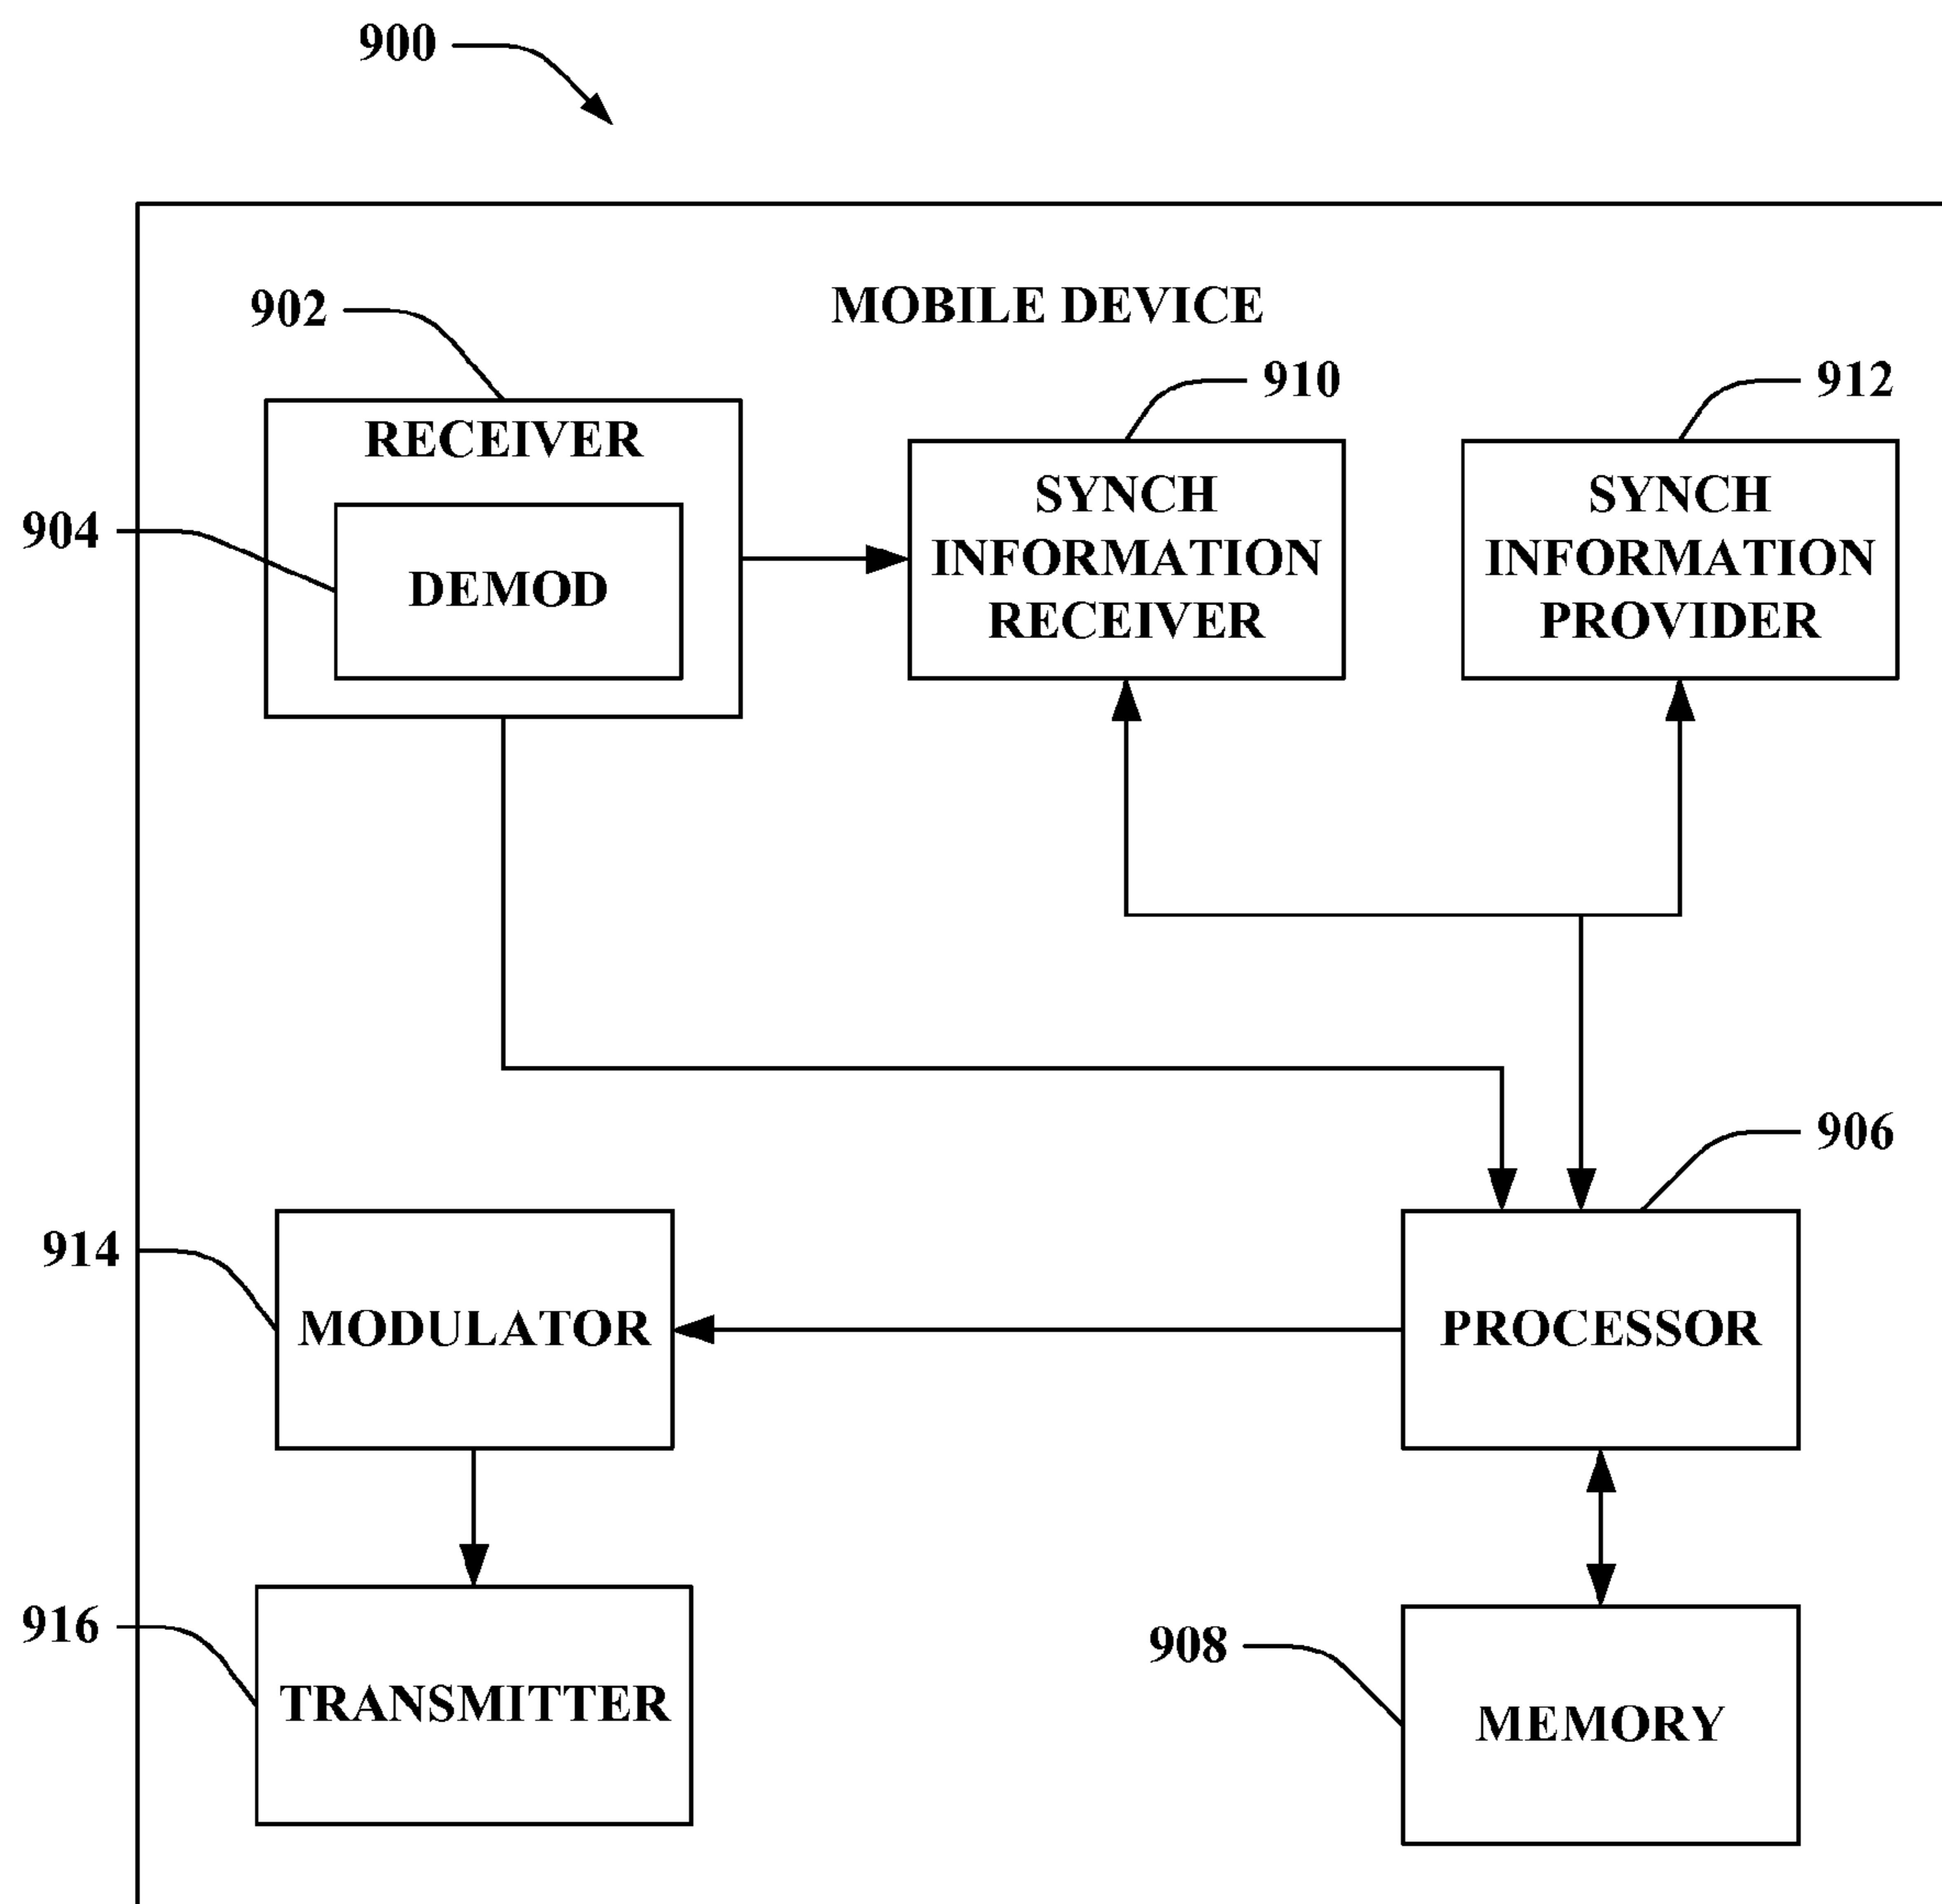 900
MOBILE DEVICE
902
910
912
RECEIVER
904
DEMOD
SYNCH
INFORMATION
RECEIVER
SYNCH
INFORMATION
PROVIDER
906
914
MODULATOR
PROCESSOR
916
TRANSMITTER
908
MEMORY